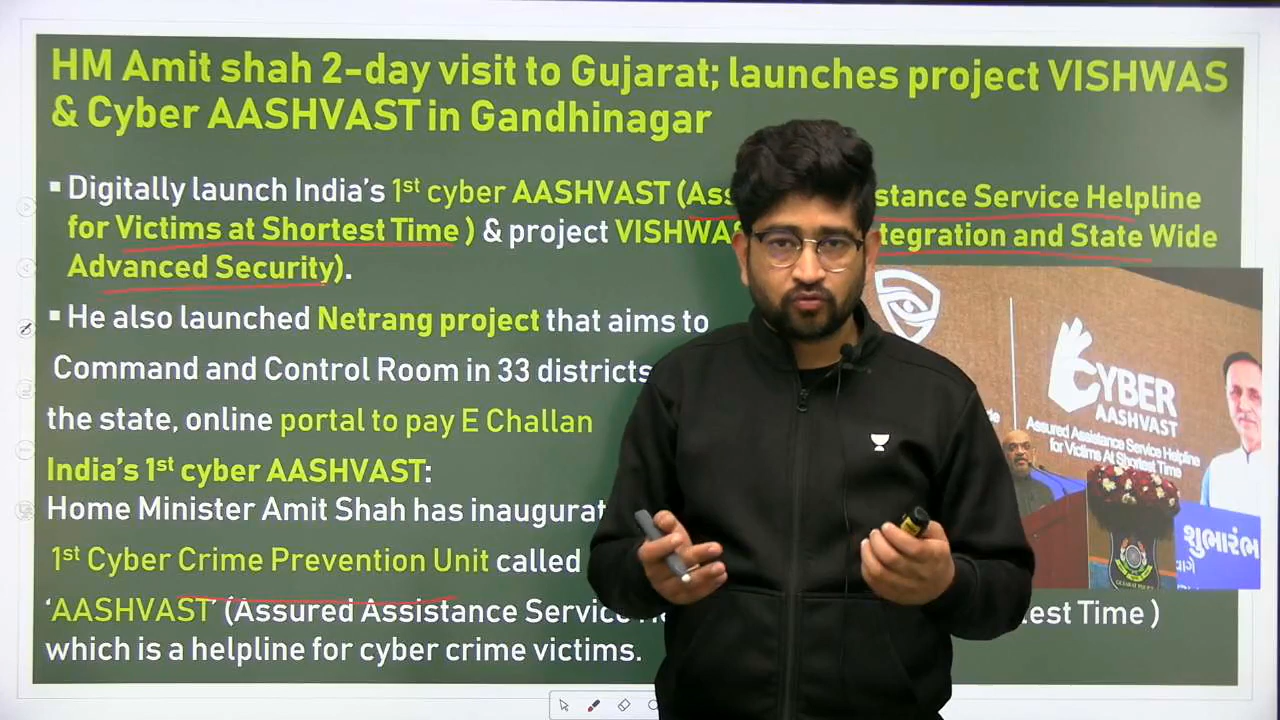 HM Amit shah 2-day visit to Gujarat; launches project VISHWAS
& Cyber AASHVAST in Gandhinagar
▪ Digitally launch India's 1st cyber AASHVAST (Ass stance Service Helpline
for Victims at Shortest Time ) & project VISHWAS tegration and State Wide
Advanced Security).
▪ He also launched Netrang project that aims to
Command and Control Room in 33 districts
the state, online portal to pay E Challan
India's 1st cyber AASHVAST:
Home Minister Amit Shah has inaugurat
1st Cyber Crime Prevention Unit called
'AASHVAST' (Assured Assistance Service test Time )
which is a helpline for cyber crime victims.
CYBER
AASHVAST
Assured Assistance Service Helpline
for Victims At Shortest Time
શુભારંભ
GUJARAT POLICE